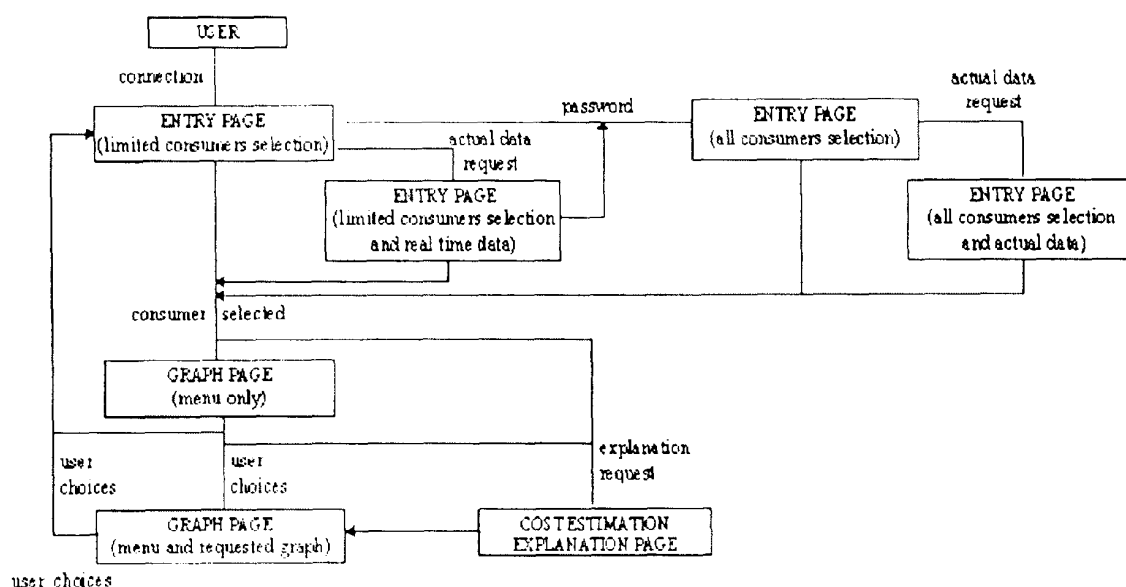 USER
connection
ENTRY PAGE
(limited consumers selection)
password
ENTRY PAGE
(all consumers selection)
actual data
request
actual data
request
ENTRY PAGE
(limited consumers selection
and real time data)
ENTRY PAGE
(all consumers selection
and actual data)
consumer selected
GRAPH PAGE
(menu only)
user
choices
user
choices
explanation
request
GRAPH PAGE
(menu and requested graph)
COST ESTIMATION
EXPLANATION PAGE
user choices